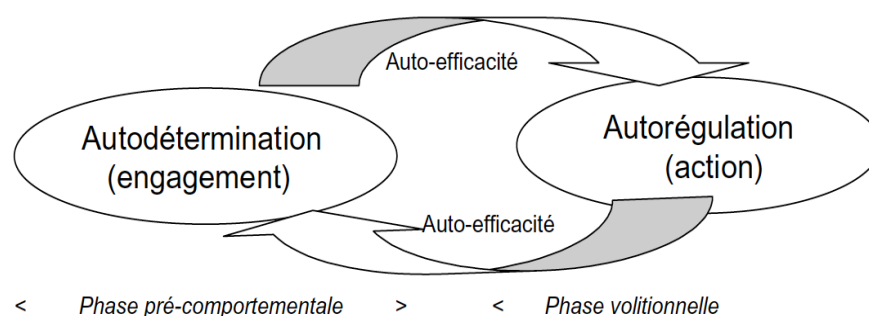 Auto-efficacité
Autodétermination
(engagement)
Autorégulation
(action)
Auto-efficacité
< Phase pré-comportementale > < Phase volitionnelle